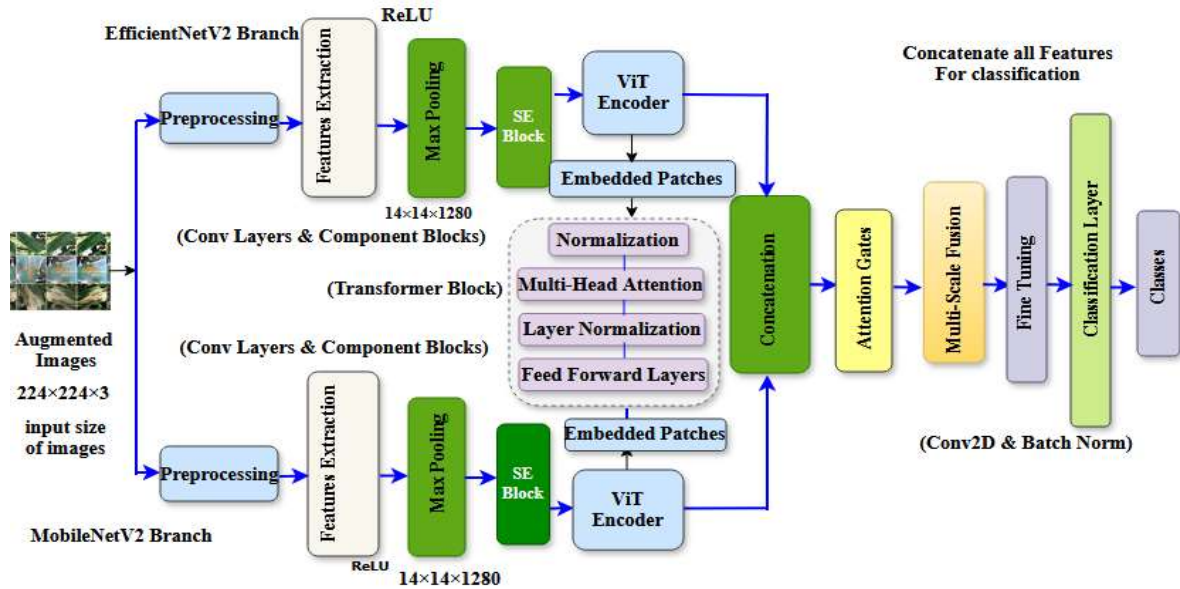 EfficientNetV2 Branch
ReLU
Preprocessing
Features Extraction
Max Pooling
14×14×1280
SE
Block
ViT
Encoder
Embedded Patches
(Conv Layers & Component Blocks)
Normalization
Multi-Head Attention
Layer Normalization
Feed Forward Layers
(Transformer Block)
(Conv Layers & Component Blocks)
Augmented
Images
224×224×3
input size
of images
Preprocessing
MobileNetV2 Branch
Features Extraction
ReLU
Max Pooling
14×14×1280
SE
Block
ViT
Encoder
Embedded Patches
Concatenation
Attention Gates
Multi-Scale Fusion
Fine Tuning
Classification Layer
Classes
Concatenate all Features
For classification
(Conv2D & Batch Norm)